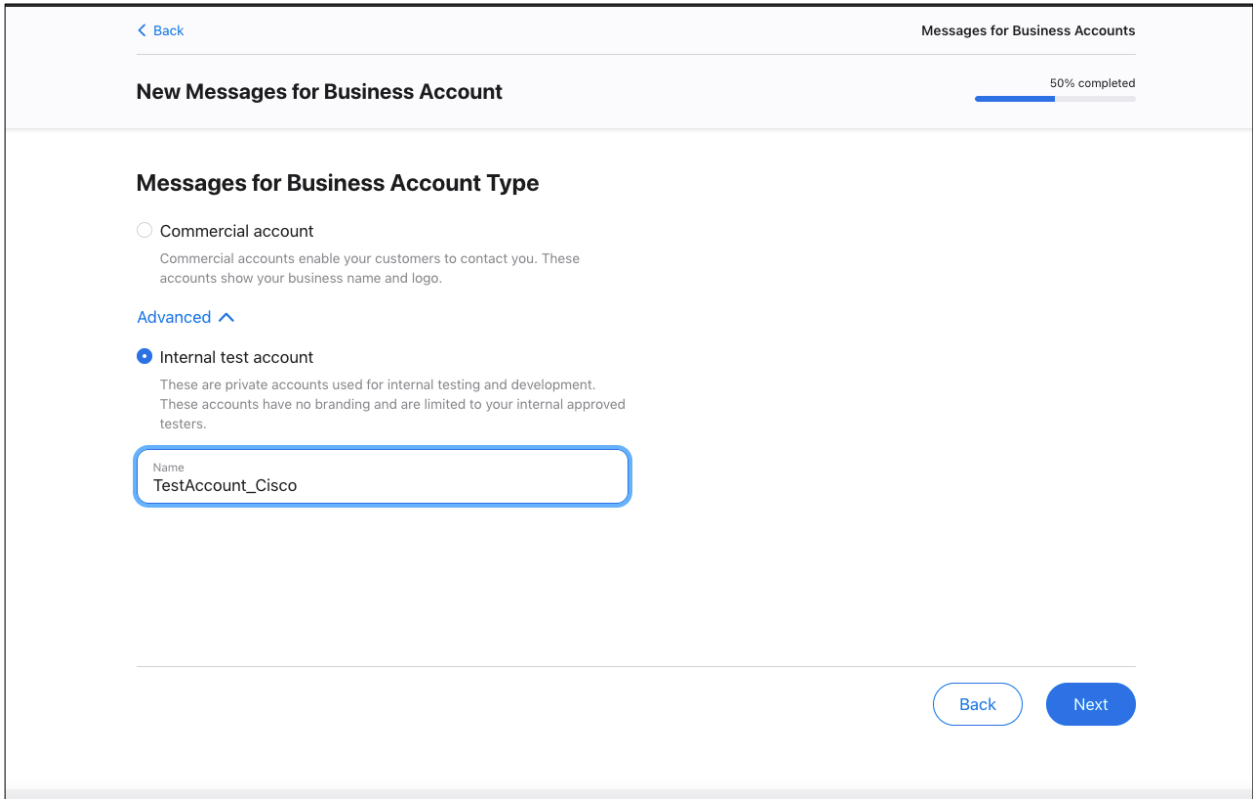 Back
Messages for Business Accounts
New Messages for Business Account
50% completed
Messages for Business Account Type
Commercial account
Commercial accounts enable your customers to contact you. These
accounts show your business name and logo.
Advanced
Internal test account
These are private accounts used for internal testing and development.
These accounts have no branding and are limited to your internal approved
testers.
Name
TestAccount_Cisco
Back
Next